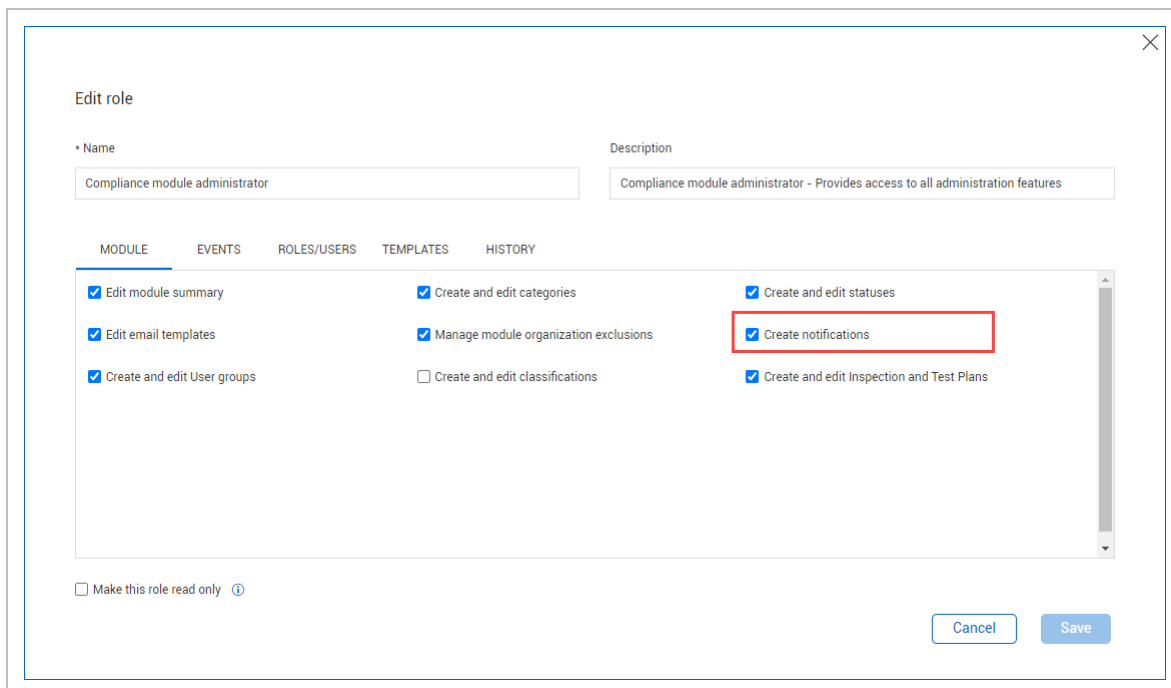 Edit role
* Name
Description
Compliance module administrator
Compliance module administrator - Provides access to all administration features
MODULE
EVENTS
ROLES/USERS
TEMPLATES
HISTORY
Edit module summary
Create and edit categories
Create and edit statuses
Edit email templates
Manage module organization exclusions
Create notifications
Create and edit User groups
Create and edit classifications
Create and edit Inspection and Test Plans
Make this role read only
Cancel
Save